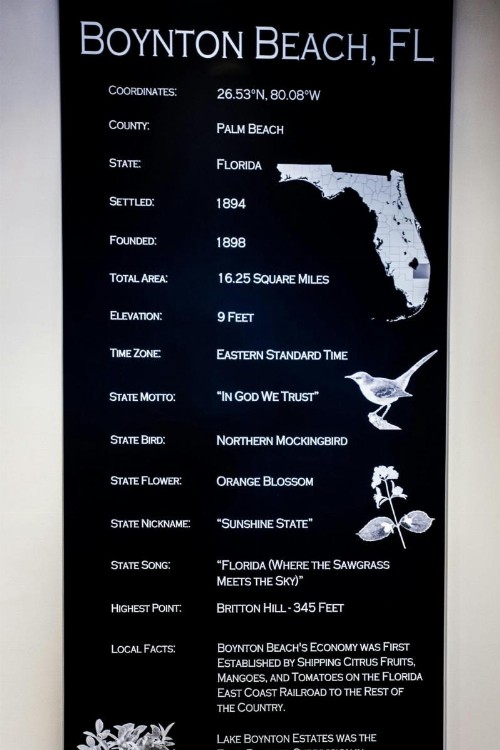 BOYNTON BEACH, FL
COORDINATES: 26.53°N, 80.08°W
COUNTY: PALM BEACH
STATE: FLORIDA
SETTLED: 1894
FOUNDED: 1898
TOTAL AREA: 16.25 SQUARE MILES
ELEVATION: 9 FEET
TIME ZONE: EASTERN STANDARD TIME
STATE MOTTO: "IN GOD WE TRUST"
STATE BIRD: NORTHERN MOCKINGBIRD
STATE FLOWER: ORANGE BLOSSOM
STATE NICKNAME: "SUNSHINE STATE"
STATE SONG: "FLORIDA (WHERE THE SAWGRASS
MEETS THE SKY)"
HIGHEST POINT: BRITTON HILL - 345 FEET
LOCAL FACTS: BOYNTON BEACH'S ECONOMY WAS FIRST
ESTABLISHED BY SHIPPING CITRUS FRUITS,
MANGOES, AND TOMATOES ON THE FLORIDA
EAST COAST RAILROAD TO THE REST OF
THE COUNTRY.
LAKE BOYNTON ESTATES WAS THE